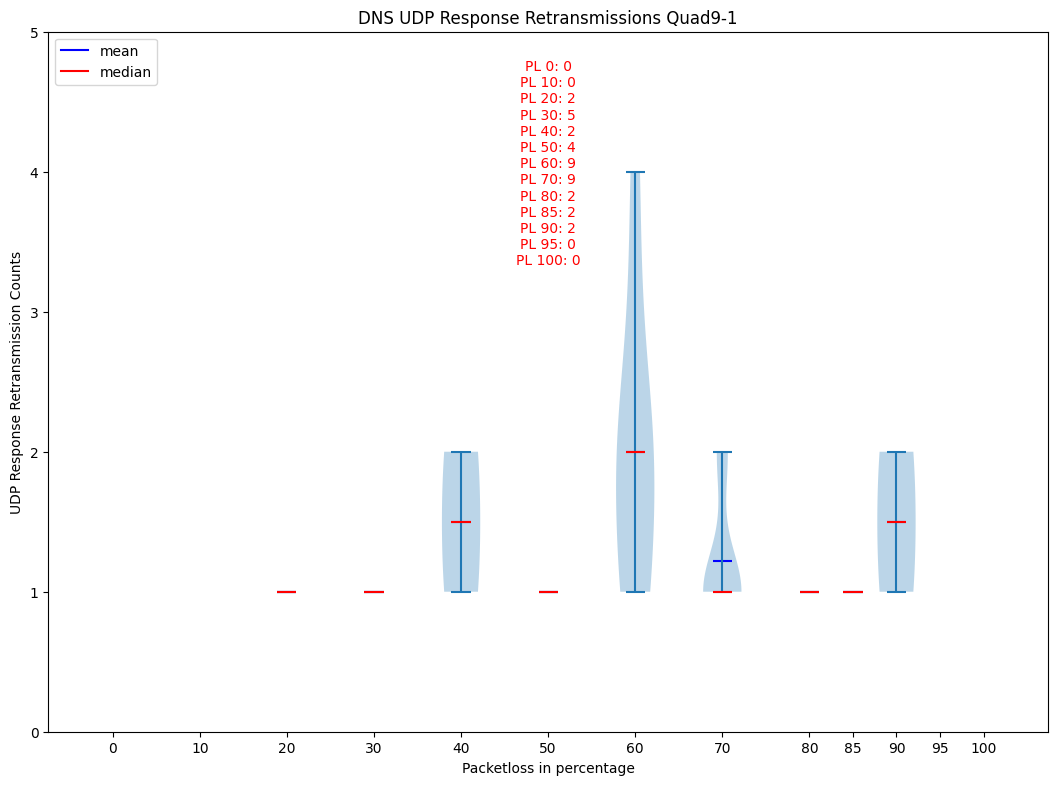 DNS UDP Response Retransmissions Quad9-1
mean
median
PL 0: 0
PL 10: 0
PL 20: 2
PL 30: 5
PL 40: 2
PL 50: 4
PL 60: 9
PL 70: 9
PL 80: 2
PL 85: 2
PL 90: 2
PL 95: 0
PL 100: 0
UDP Response Retransmission Counts
5
4
3
2
1
0
0 10 20 30 40 50 60 70 80 85 90 95 100
Packetloss in percentage